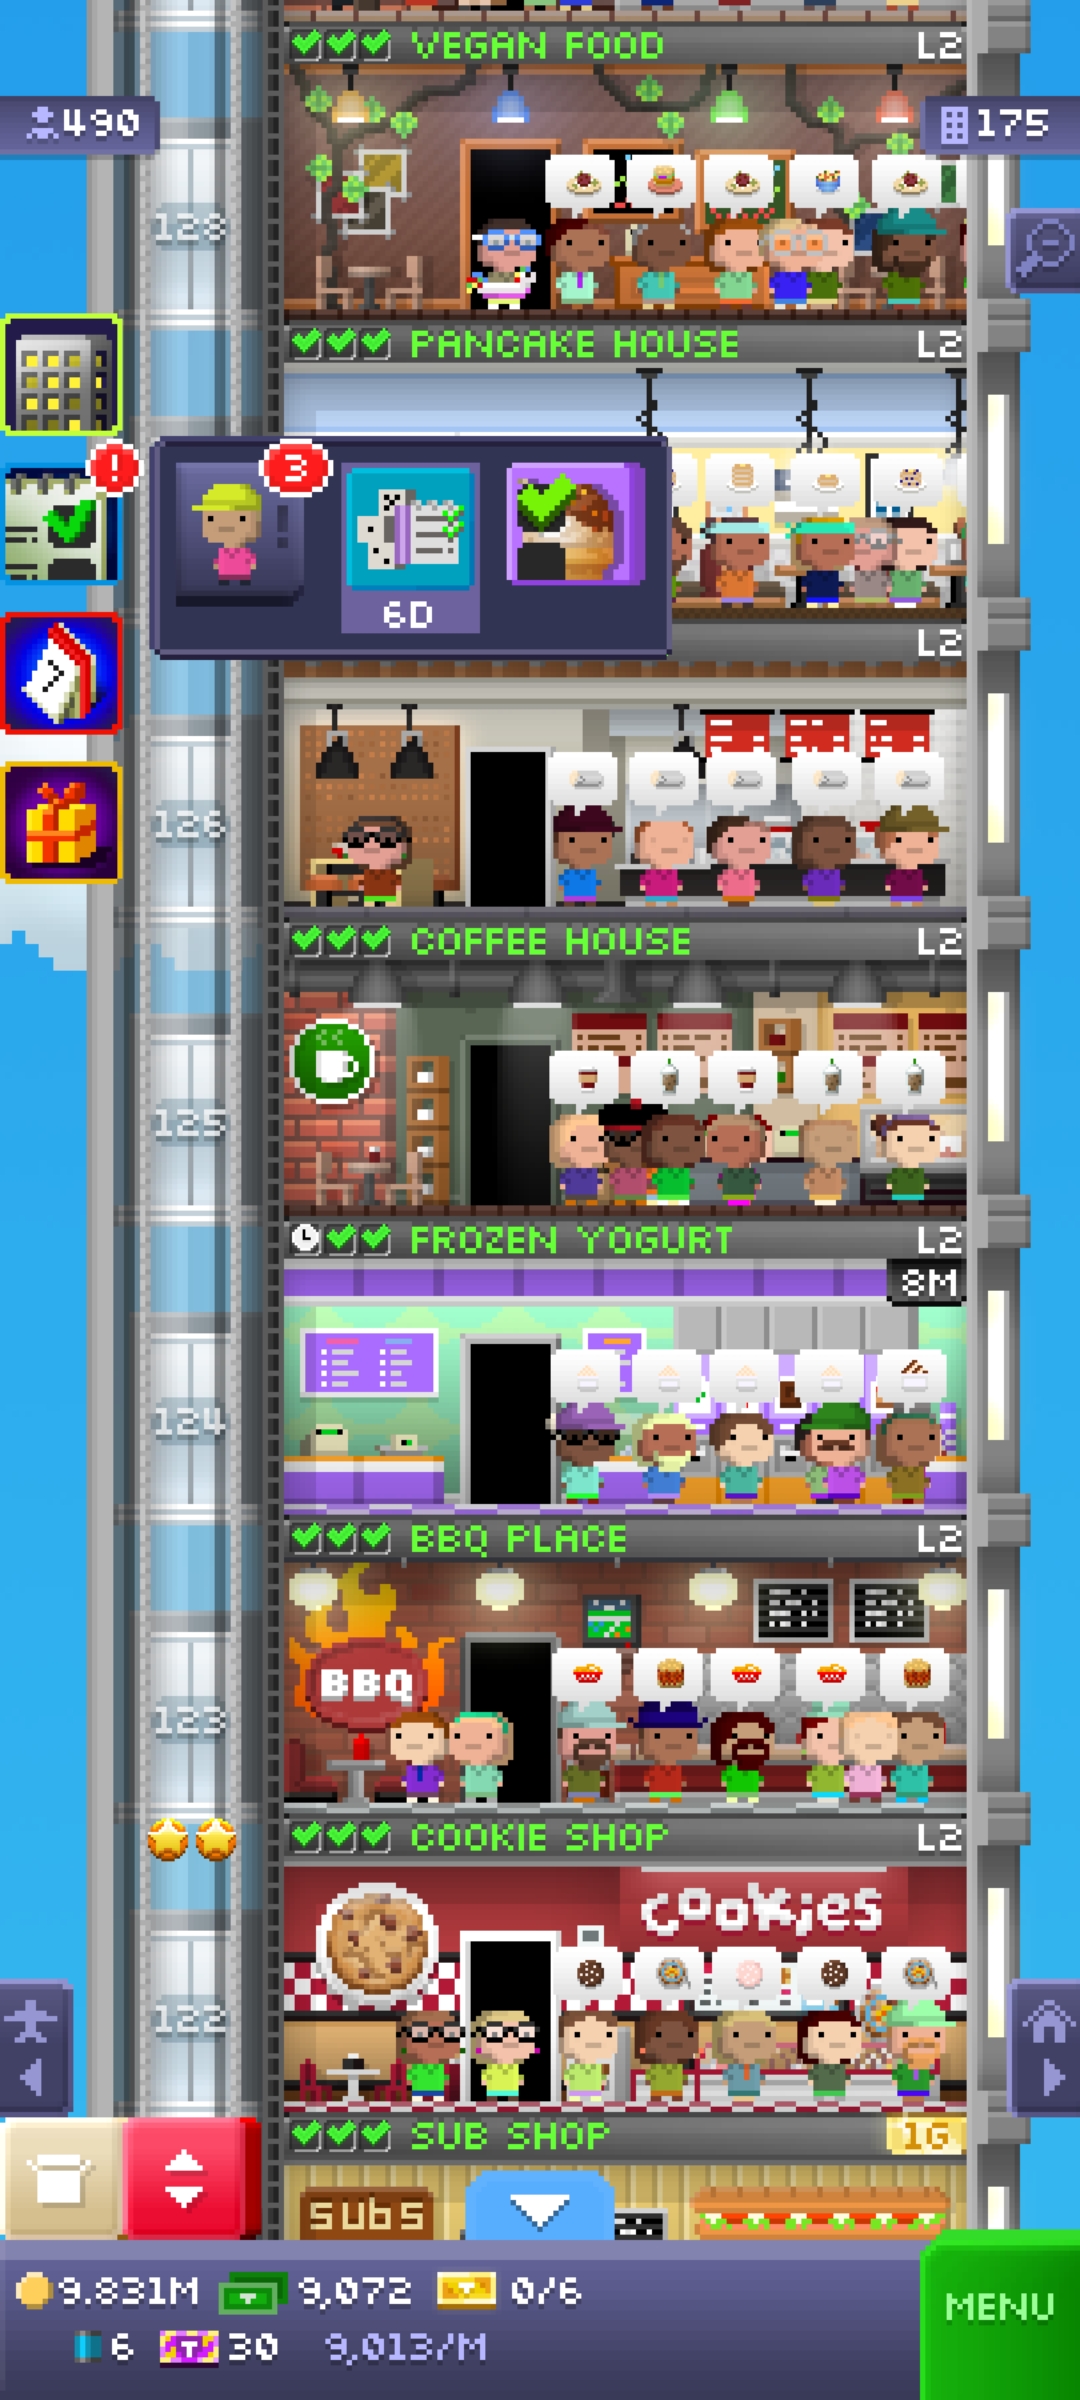 VEGAN FOOD L2
490
175
128
PANCAKE HOUSE L2
3
!
6D
L2
7
126
COFFEE HOUSE L2
125
FROZEN YOGURT L2
8M
124
BBQ PLACE L2
BBQ
123
COOKIE SHOP L2
cookies
122
SUB SHOP 1G
SUBS
9.831M 9,072 0/6
6 30 9,013/M
MENU